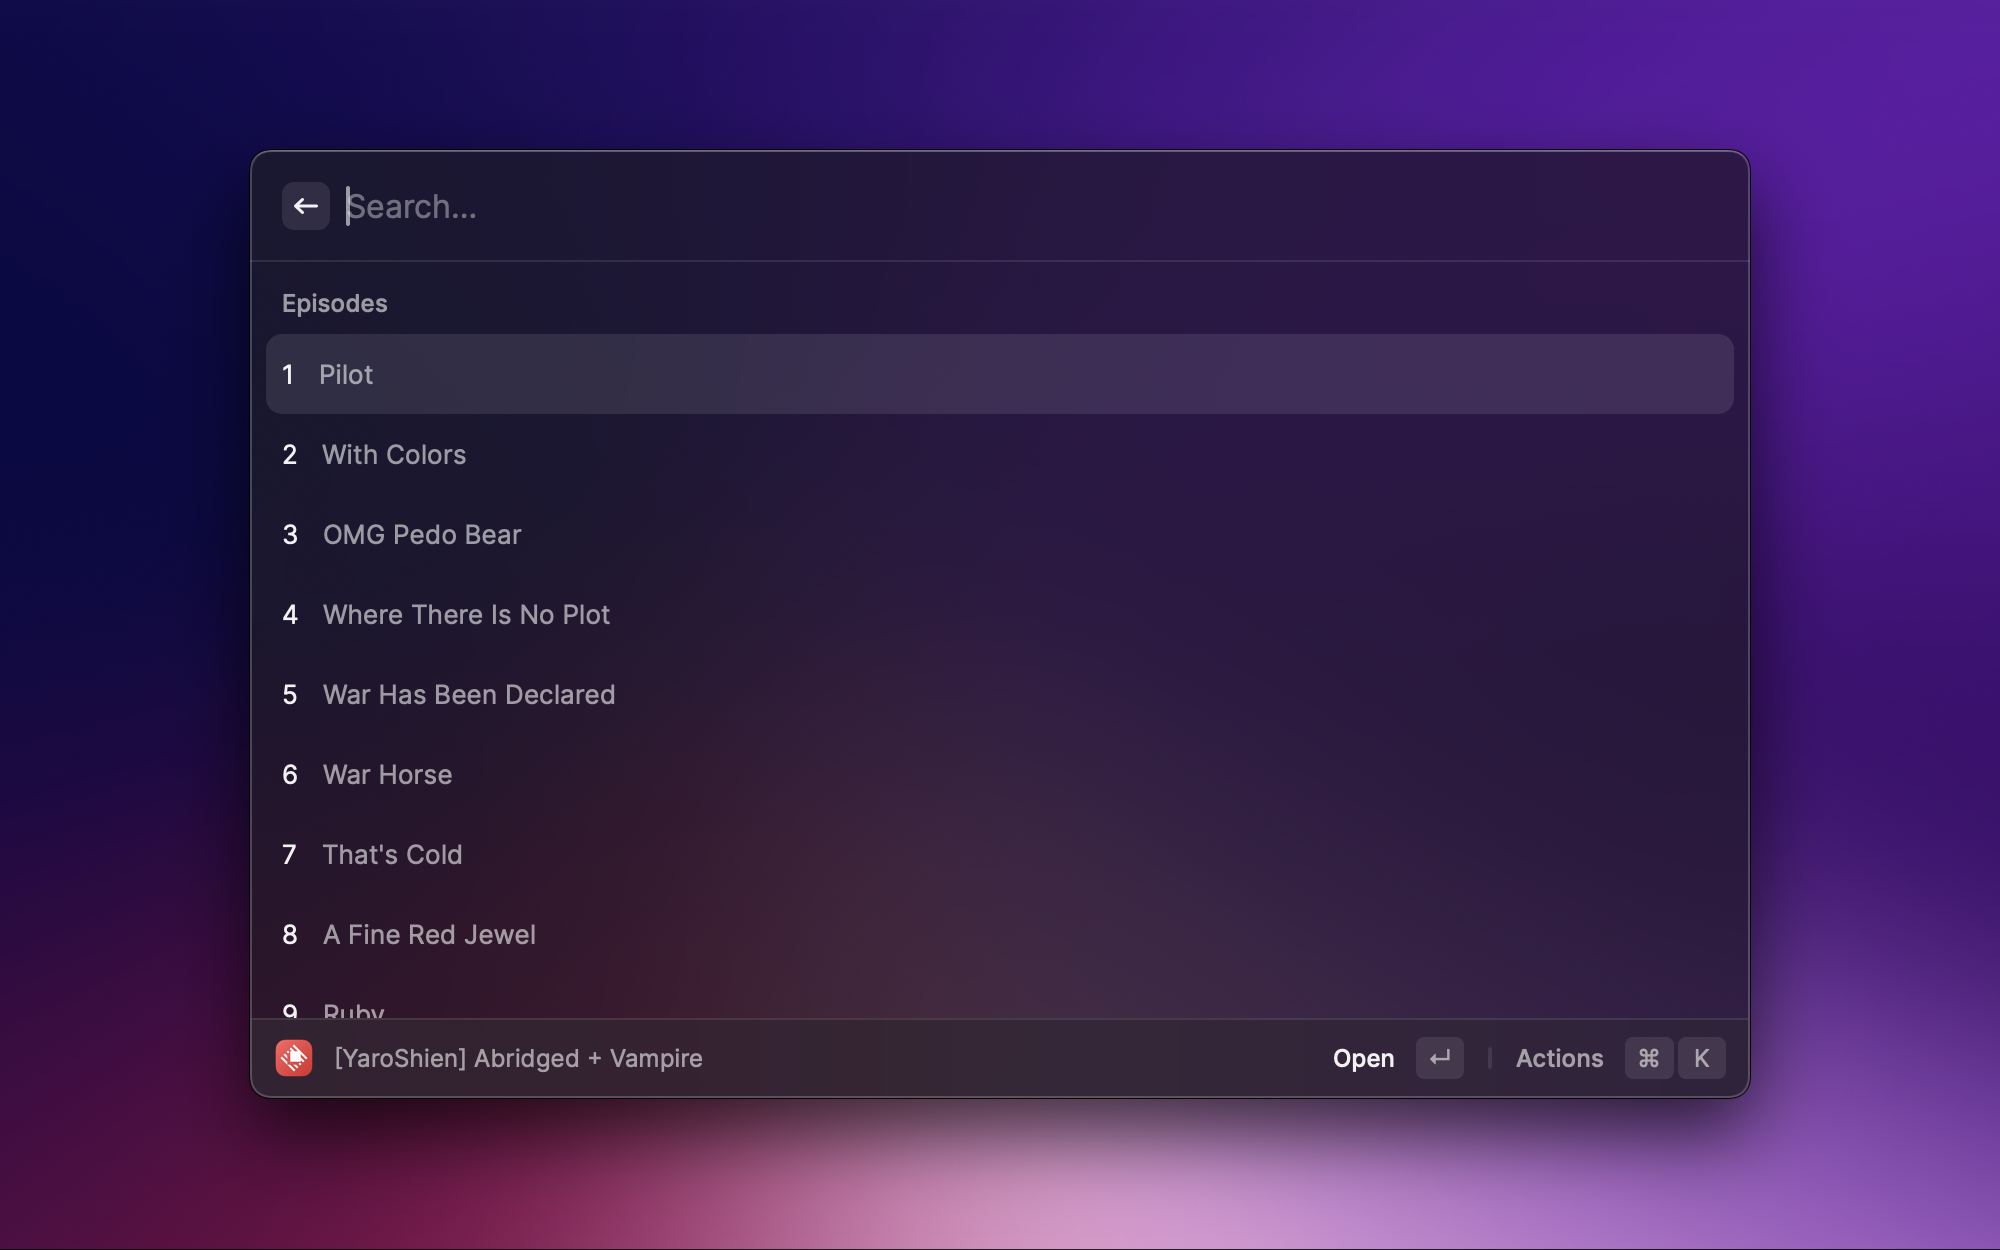 Search...
Episodes
1 Pilot
2 With Colors
3 OMG Pedo Bear
4 Where There Is No Plot
5 War Has Been Declared
6 War Horse
7 That's Cold
8 A Fine Red Jewel
9 Ruby
[YaroShien] Abridged + Vampire Open ↵ Actions ⌘ K